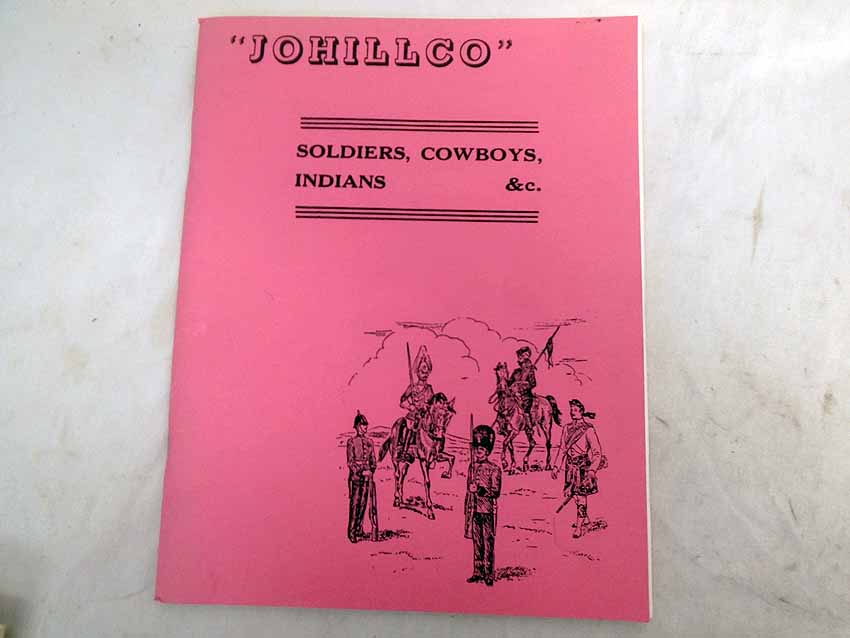 "JOHILLCO"
SOLDIERS, COWBOYS,
INDIANS &c.